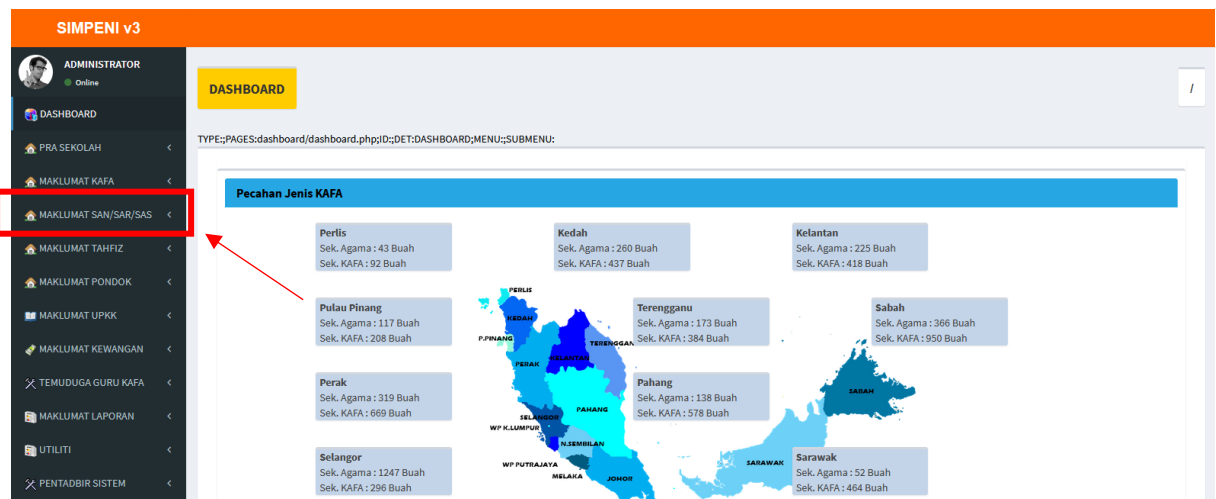 SIMPENI v3
ADMINISTRATOR
Online
DASHBOARD
PRA SEKOLAH
MAKLUMAT KAFA
MAKLUMAT SAN/SAR/SAS
MAKLUMAT TAHFIZ
MAKLUMAT PONDOK
MAKLUMAT UPKK
MAKLUMAT KEWANGAN
TEMUDUGA GURU KAFA
MAKLUMAT LAPORAN
UTILITI
PENTADBIR SISTEM
DASHBOARD
/
TYPE:;PAGES:dashboard/dashboard.php;ID:;DET:DASHBOARD;MENU:;SUBMENU:
Pecahan Jenis KAFA
Perlis
Sek. Agama : 43 Buah
Sek. KAFA : 92 Buah
Kedah
Sek. Agama : 260 Buah
Sek. KAFA : 437 Buah
Kelantan
Sek. Agama : 225 Buah
Sek. KAFA : 418 Buah
Pulau Pinang
Sek. Agama : 117 Buah
Sek. KAFA : 208 Buah
Terengganu
Sek. Agama : 173 Buah
Sek. KAFA : 384 Buah
Sabah
Sek. Agama : 366 Buah
Sek. KAFA : 950 Buah
Perak
Sek. Agama : 319 Buah
Sek. KAFA : 669 Buah
Pahang
Sek. Agama : 138 Buah
Sek. KAFA : 578 Buah
Selangor
Sek. Agama : 1247 Buah
Sek. KAFA : 296 Buah
Sarawak
Sek. Agama : 52 Buah
Sek. KAFA : 464 Buah
PERLIS
KEDAH
P.PINANG
KELANTAN
TERENGGAN
PERAK
PAHANG
SELANGOR
WP K.LUMPUR
N.SEMBILAN
WP PUTRAJAYA
MELAKA
JOHOR
SABAH
SARAWAK